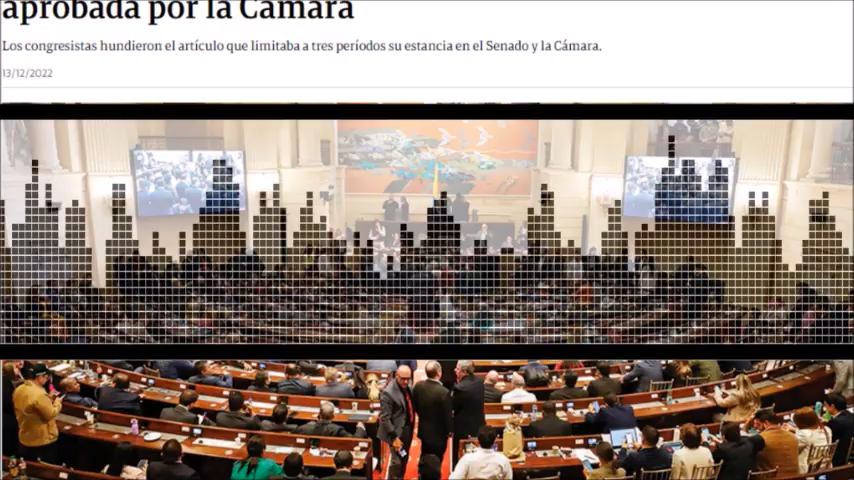 aprobada por la Cámara
Los congresistas hundieron el artículo que limitaba a tres períodos su estancia en el Senado y la Cámara.
13/12/2022